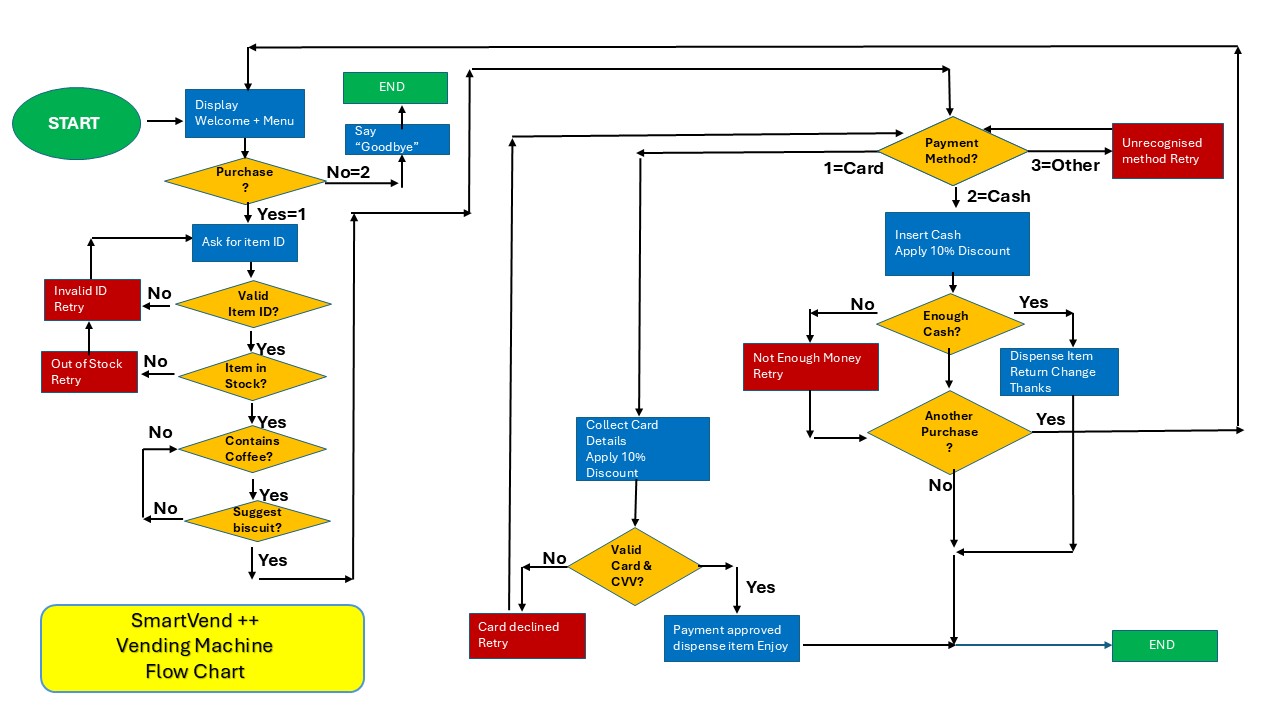 START
Display
Welcome + Menu
END
Say
“Goodbye”
Purchase
?
No=2
Yes=1
Ask for item ID
Invalid ID
Retry
No
Valid
Item ID?
Yes
Out of Stock
Retry
No
Item in
Stock?
Yes
No
Contains
Coffee?
Yes
No
Suggest
biscuit?
Yes
SmartVend ++
Vending Machine
Flow Chart
Payment
Method?
1=Card
2=Cash
3=Other
Unrecognised
method Retry
Insert Cash
Apply 10% Discount
No
Enough
Cash?
Yes
Not Enough Money
Retry
Dispense Item
Return Change
Thanks
Another
Purchase
?
Yes
No
Collect Card
Details
Apply 10%
Discount
No
Valid
Card &
CVV?
Yes
Card declined
Retry
Payment approved
dispense item Enjoy
END